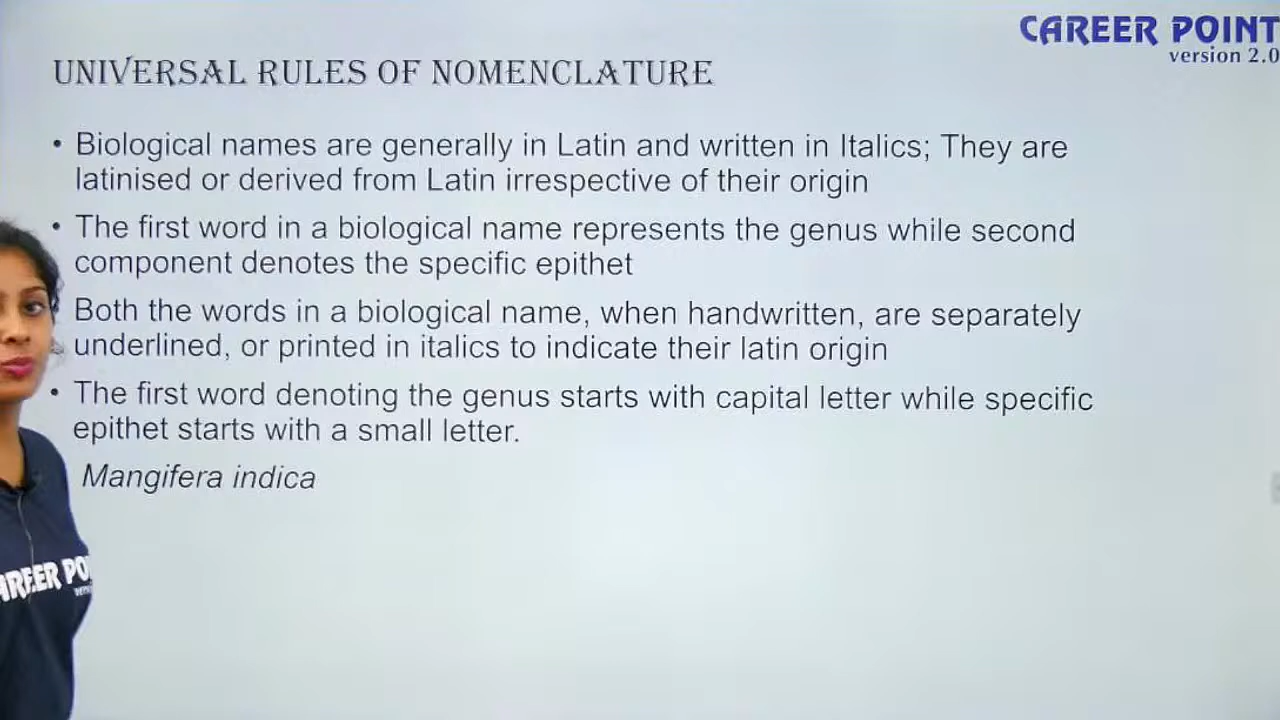 CAREER POINT
version 2.0
UNIVERSAL RULES OF NOMENCLATURE
• Biological names are generally in Latin and written in Italics; They are
latinised or derived from Latin irrespective of their origin
• The first word in a biological name represents the genus while second
component denotes the specific epithet
Both the words in a biological name, when handwritten, are separately
underlined, or printed in italics to indicate their latin origin
• The first word denoting the genus starts with capital letter while specific
epithet starts with a small letter.
Mangifera indica
AREER PO